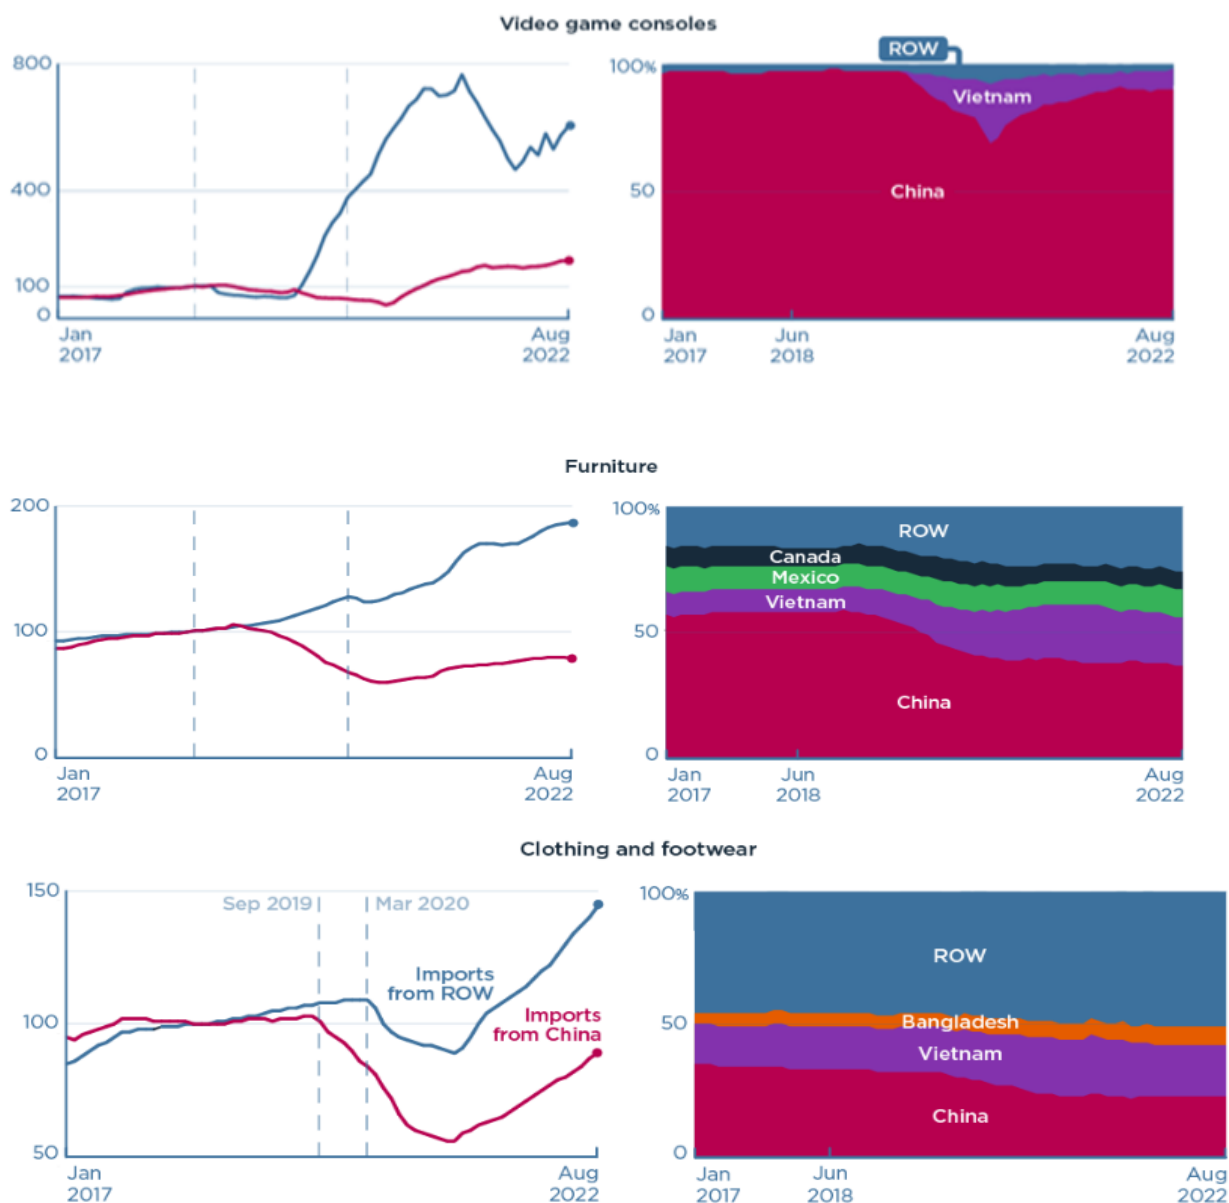 Video game consoles
800
400
100
0
Jan
2017
Aug
2022
ROW
100%
50
0
Vietnam
China
Jan
2017
Jun
2018
Aug
2022
Furniture
200
100
0
Jan
2017
Aug
2022
100%
50
0
ROW
Canada
Mexico
Vietnam
China
Jan
2017
Jun
2018
Aug
2022
Clothing and footwear
150
100
50
Sep 2019
Mar 2020
Imports
from ROW
Imports
from China
Jan
2017
Aug
2022
100%
50
0
ROW
Bangladesh
Vietnam
China
Jan
2017
Jun
2018
Aug
2022